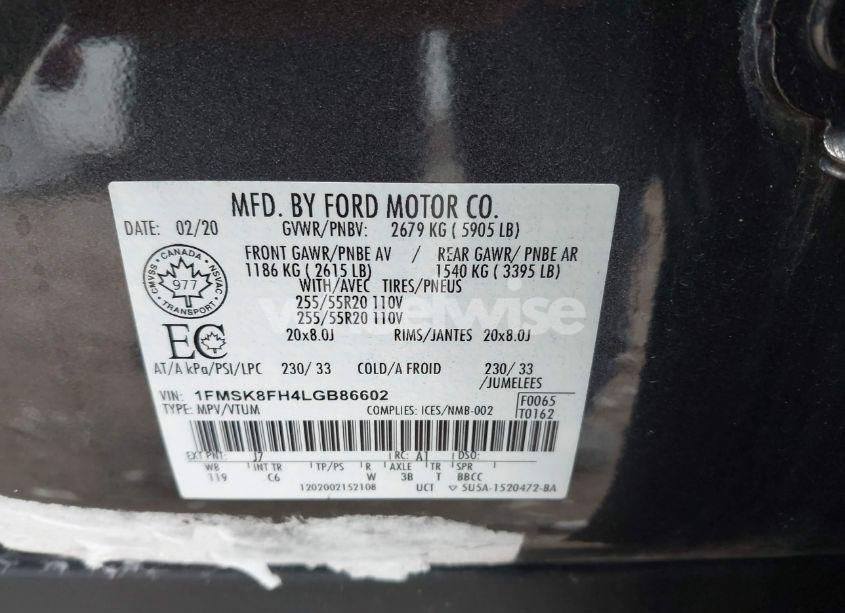 MFD. BY FORD MOTOR CO.
DATE: 02/20 GVWR/PNBV: 2679 KG ( 5905 LB)
FRONT GAWR/PNBE AV / REAR GAWR/ PNBE AR
1186 KG ( 2615 LB) 1540 KG ( 3395 LB)
WITH/AVEC TIRES/PNEUS
255/55R20 110V
255/55R20 110V
20x8.0J RIMS/JANTES 20x8.0J
CANADA
CMVSS 977 NSVAC
TRANSPORT
EC
AT/A kPa/PSI/LPC 230/ 33 COLD/A FROID 230/ 33
/JUMELEES
VIN: 1FMSK8FH4LGB86602
TYPE: MPV/VTUM COMPLIES: ICES/NMB-002
F0065
T0162
EXT PNT: J7 RC: A1 DSO:
WB INT TR TP/PS R AXLE TR SPR
119 C6 W 3B T BBCC
1202002152108 UCT ▽ 5U5A-1520472-BA